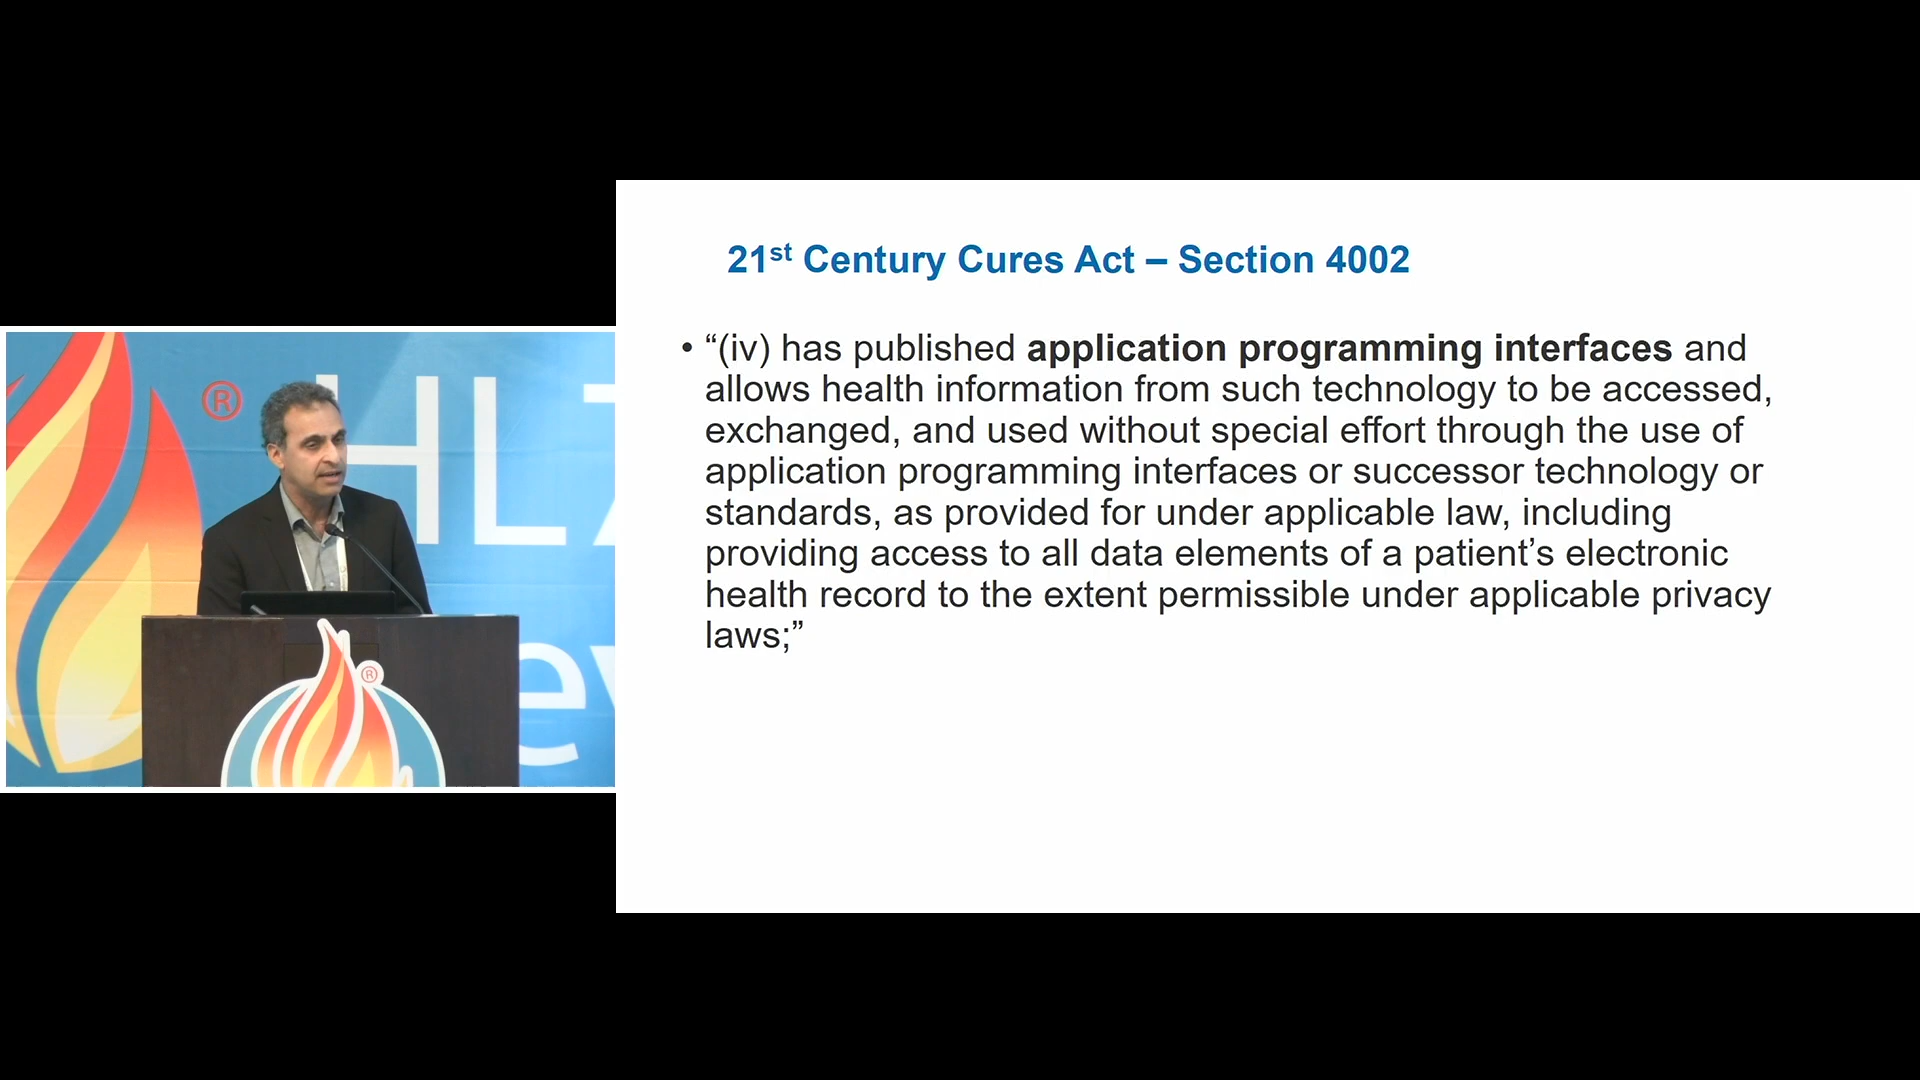 21st Century Cures Act – Section 4002
• “(iv) has published application programming interfaces and
allows health information from such technology to be accessed,
exchanged, and used without special effort through the use of
application programming interfaces or successor technology or
standards, as provided for under applicable law, including
providing access to all data elements of a patient’s electronic
health record to the extent permissible under applicable privacy
laws;”
®
HL7
ev
®